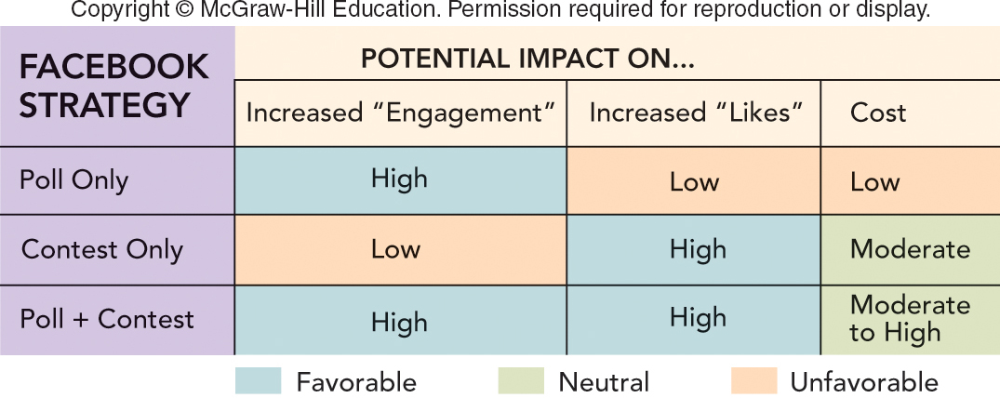 Copyright © McGraw-Hill Education. Permission required for reproduction or display.
FACEBOOK
STRATEGY
POTENTIAL IMPACT ON...
Increased “Engagement”
Increased “Likes”
Cost
Poll Only
High
Low
Low
Contest Only
Low
High
Moderate
Poll + Contest
High
High
Moderate
to High
Favorable
Neutral
Unfavorable